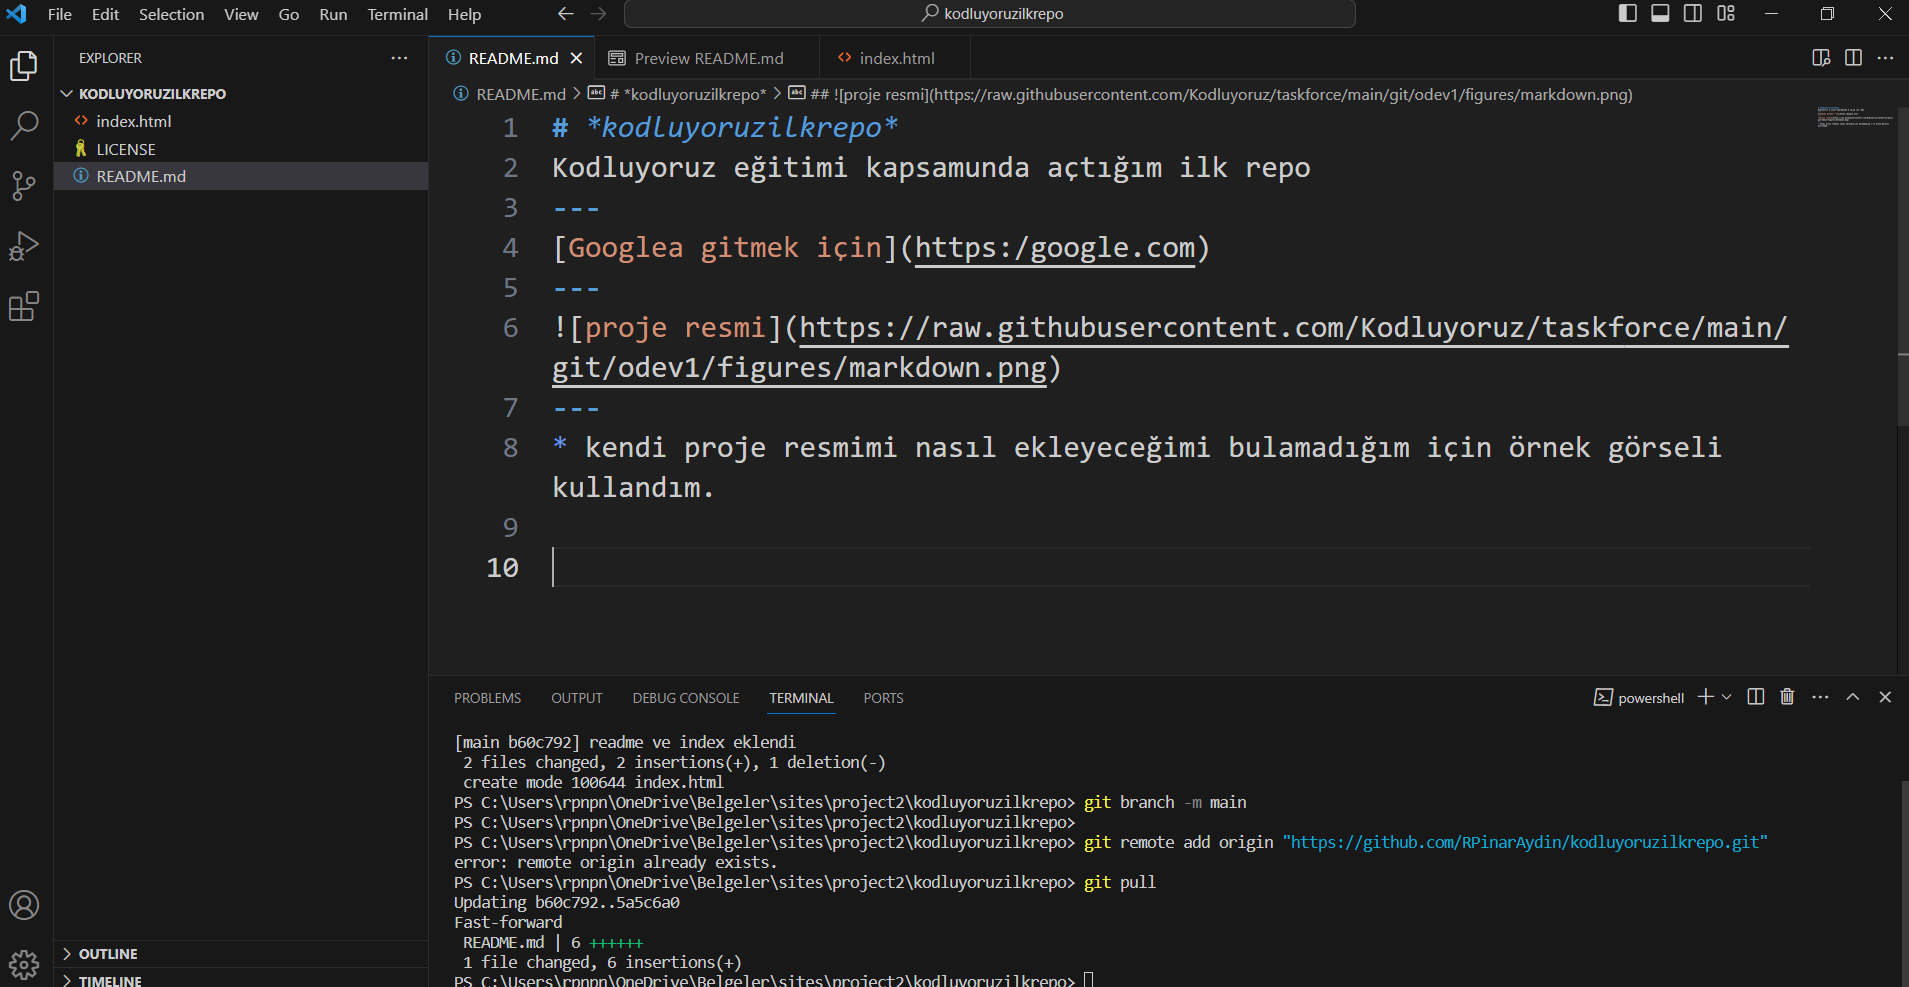 File Edit Selection View Go Run Terminal Help
kodluyoruzilkrepo
EXPLORER
KODLUYORUZILKREPO
index.html
LICENSE
README.md
OUTLINE
TIMELINE
README.md
Preview README.md
index.html
README.md > # *kodluyoruzilkrepo* > ## ![proje resmi](https://raw.githubusercontent.com/Kodluyoruz/taskforce/main/git/odev1/figures/markdown.png)
1 # *kodluyoruzilkrepo*
2 Kodluyoruz eğitimi kapsamunda açtığım ilk repo
3 ---
4 [Googlea gitmek için](https:/google.com)
5 ---
6 ![proje resmi](https://raw.githubusercontent.com/Kodluyoruz/taskforce/main/
git/odev1/figures/markdown.png)
7 ---
8 * kendi proje resmimi nasıl ekleyeceğimi bulamadığım için örnek görseli
kullandım.
9
10
PROBLEMS OUTPUT DEBUG CONSOLE TERMINAL PORTS
powershell
[main b60c792] readme ve index eklendi
2 files changed, 2 insertions(+), 1 deletion(-)
create mode 100644 index.html
PS C:\Users\rpnpn\OneDrive\Belgeler\sites\project2\kodluyoruzilkrepo> git branch -m main
PS C:\Users\rpnpn\OneDrive\Belgeler\sites\project2\kodluyoruzilkrepo>
PS C:\Users\rpnpn\OneDrive\Belgeler\sites\project2\kodluyoruzilkrepo> git remote add origin "https://github.com/RPinarAydin/kodluyoruzilkrepo.git"
error: remote origin already exists.
PS C:\Users\rpnpn\OneDrive\Belgeler\sites\project2\kodluyoruzilkrepo> git pull
Updating b60c792..5a5c6a0
Fast-forward
README.md | 6 ++++++
1 file changed, 6 insertions(+)
PS C:\Users\rpnpn\OneDrive\Belgeler\sites\project2\kodluyoruzilkrepo>